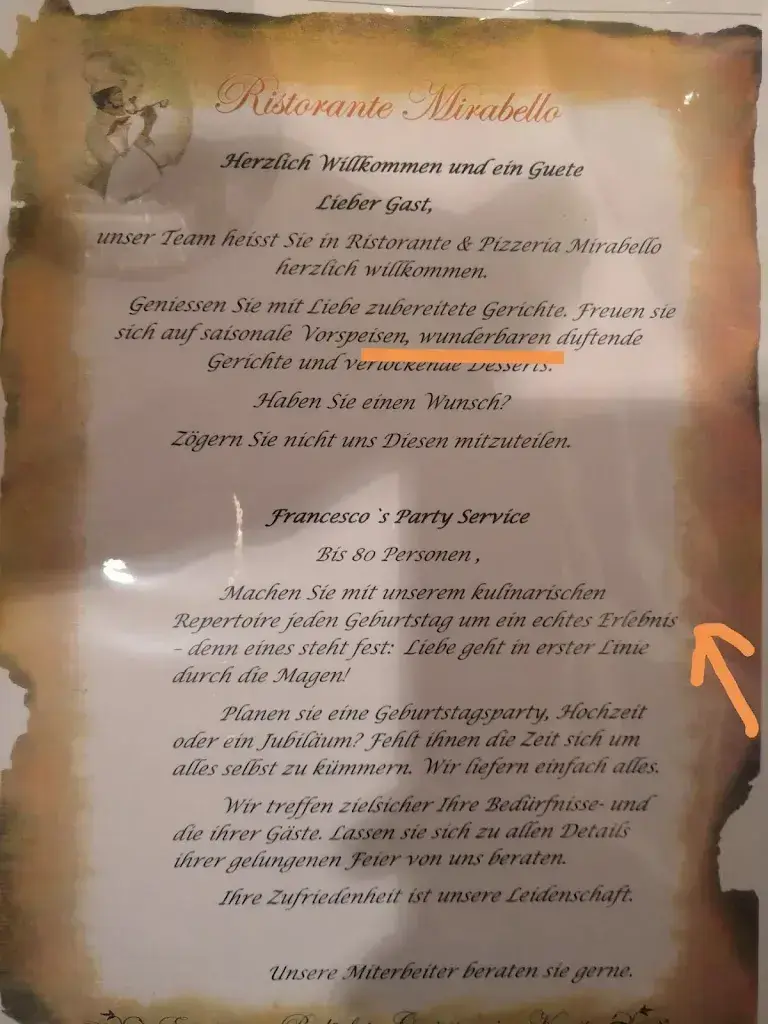 Ristorante Mirabello
Herzlich Willkommen und ein Guete
Lieber Gast,
unser Team heisst Sie in Ristorante & Pizzeria Mirabello
herzlich willkommen.
Geniessen Sie mit Liebe zubereitete Gerichte. Freuen sie
sich auf saisonale Vorspeisen, wunderbaren duftende
Gerichte und verlockende Desserts.
Haben Sie einen Wunsch?
Zögern Sie nicht uns Diesen mitzuteilen.
Francesco `s Party Service
Bis 80 Personen ,
Machen Sie mit unserem kulinarischen
Repertoire jeden Geburtstag um ein echtes Erlebnis
– denn eines steht fest: Liebe geht in erster Linie
durch die Magen!
Planen sie eine Geburtstagsparty, Hochzeit
oder ein Jubiläum? Fehlt ihnen die Zeit sich um
alles selbst zu kümmern. Wir liefern einfach alles.
Wir treffen zielsicher Ihre Bedürfnisse- und
die ihrer Gäste. Lassen sie sich zu allen Details
ihrer gelungenen Feier von uns beraten.
Ihre Zufriedenheit ist unsere Leidenschaft.
Unsere Miterbeiter beraten sie gerne.